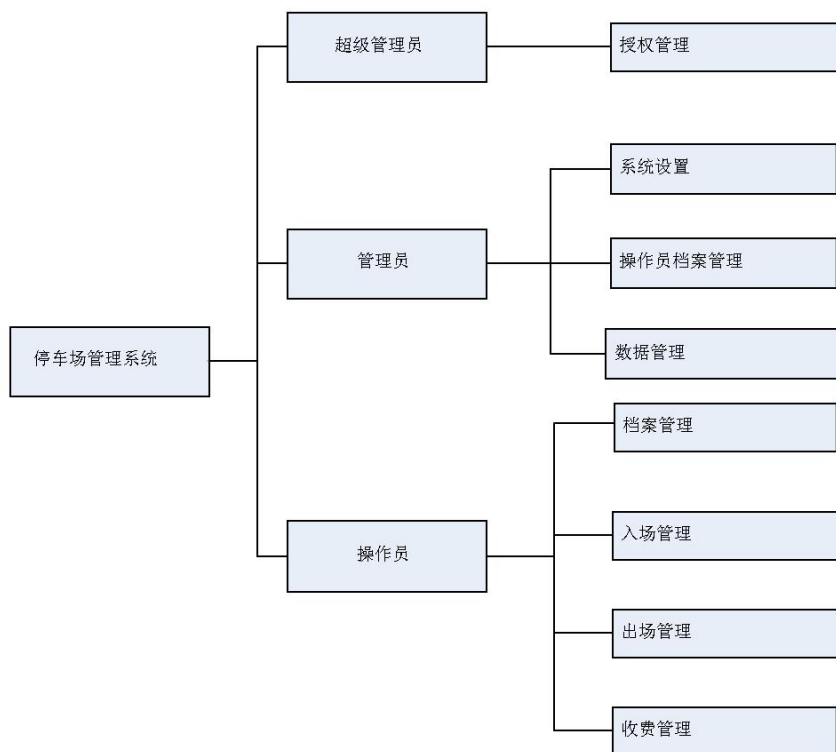 超级管理员
授权管理
系统设置
管理员
操作员档案管理
停车场管理系统
数据管理
档案管理
入场管理
操作员
出场管理
收费管理